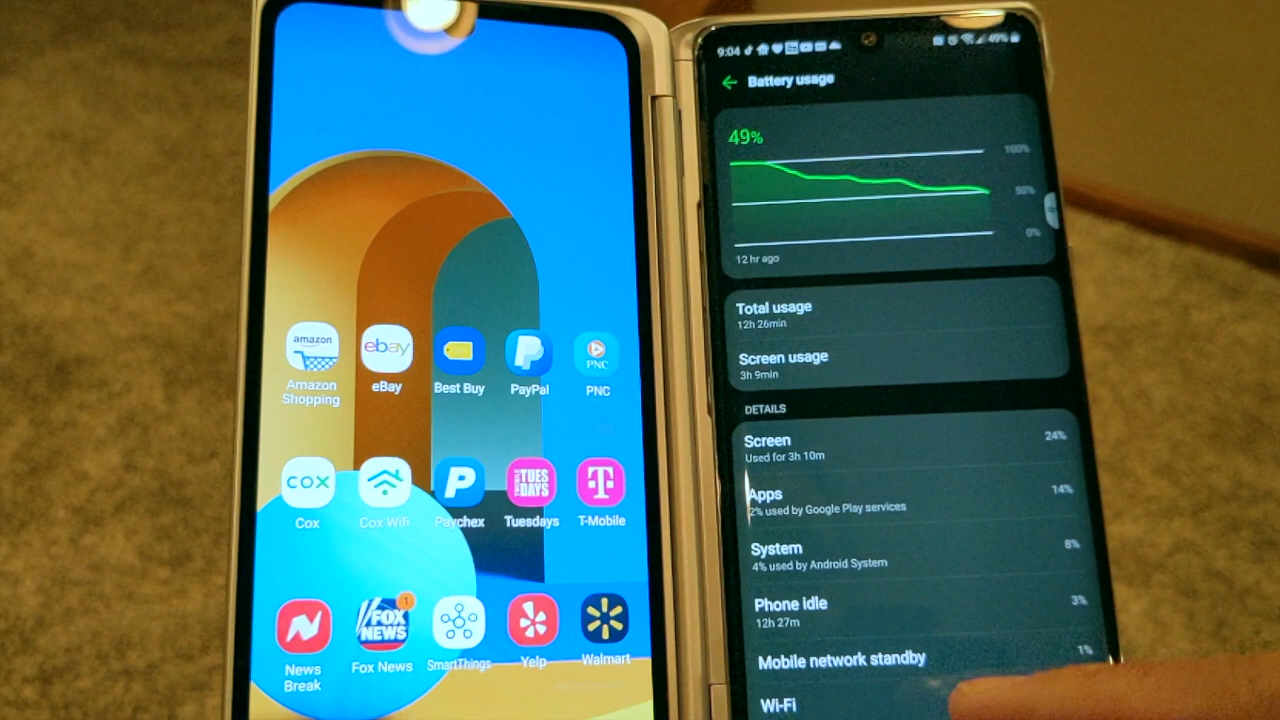 amazon
ebay
PNC
Amazon
Shopping
eBay
Best Buy
PayPal
PNC
COX
TUES
DAYS
T
Cox
Cox Wifi
Paychex
Tuesdays
T-Mobile
FOX
NEWS
1
News
Break
Fox News
SmartThings
Yelp
Walmart
9:04
49%
Battery usage
49%
100%
50%
0%
12 hr ago
Total usage
12h 26min
Screen usage
3h 9min
DETAILS
Screen
24%
Used for 3h 10m
Apps
14%
2% used by Google Play services
System
8%
4% used by Android System
Phone idle
3%
12h 27m
Mobile network standby
1%
Wi-Fi